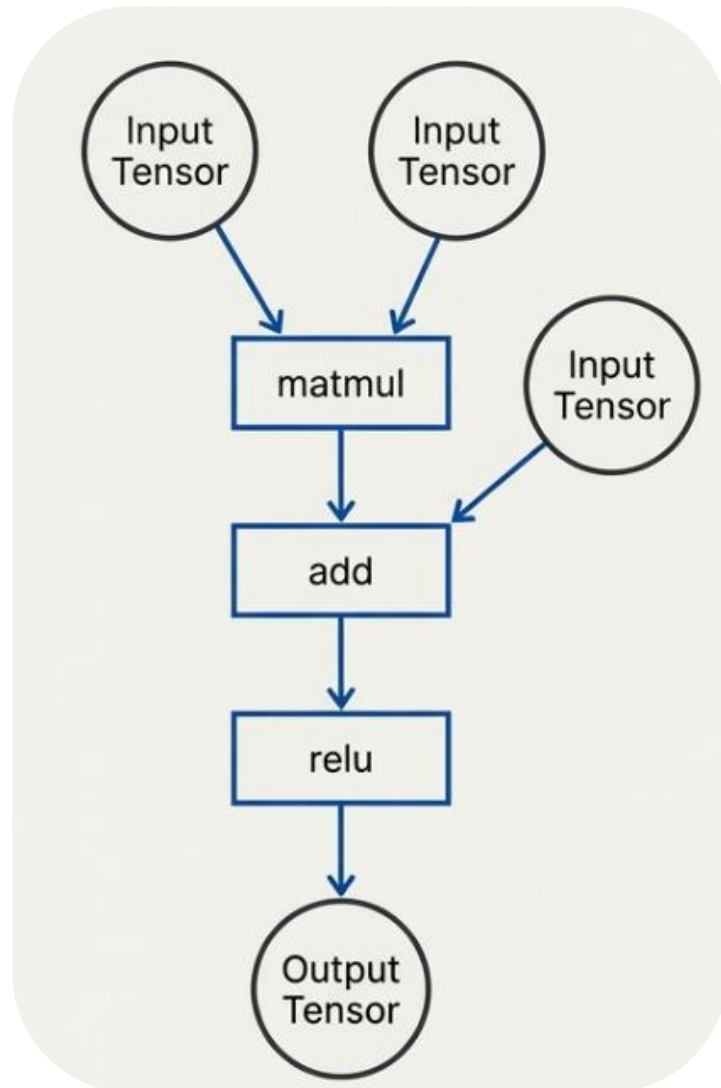 Input
Tensor
Input
Tensor
matmul
Input
Tensor
add
relu
Output
Tensor